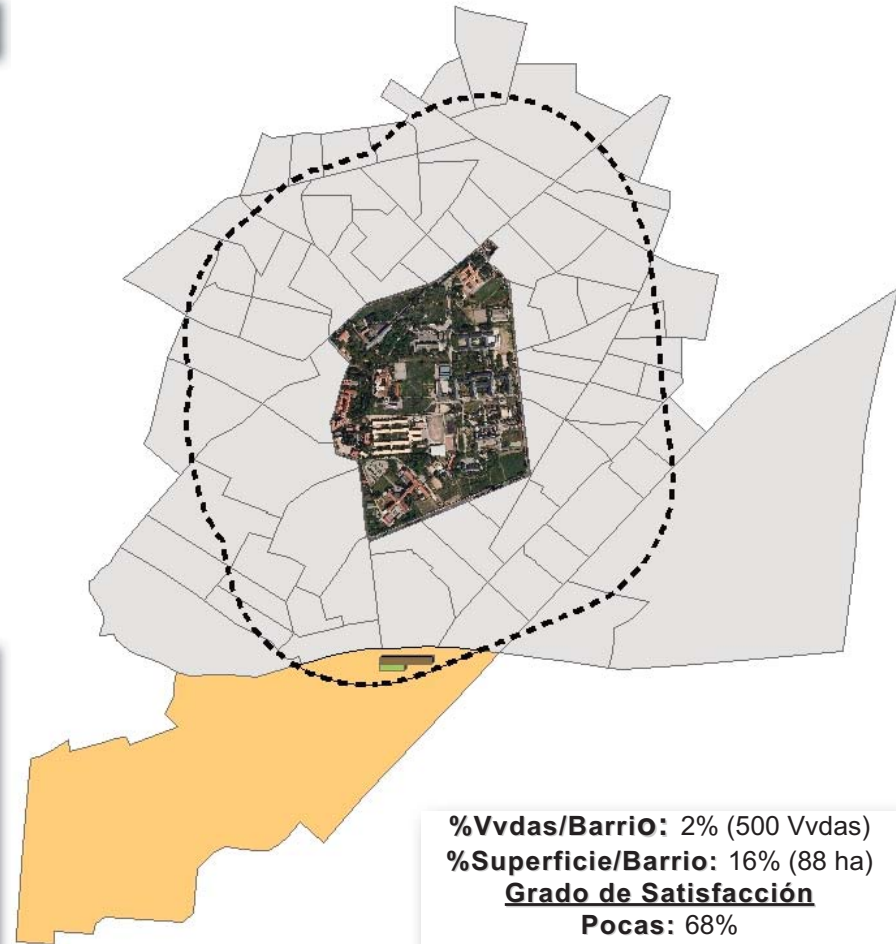 %Vvdas/Barrio: 2% (500 Vvdas)
%Superficie/Barrio: 16% (88 ha)
Grado de Satisfacción
Pocas: 68%